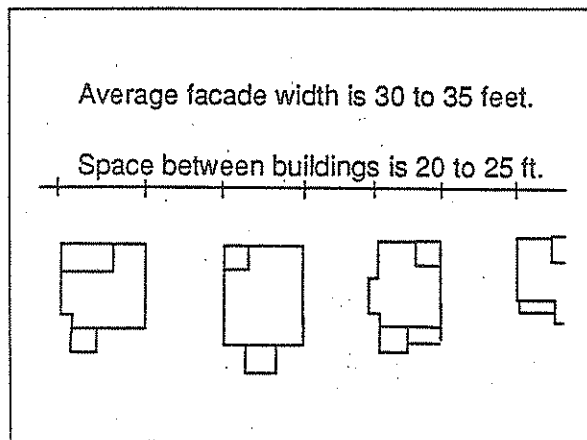 Average facade width is 30 to 35 feet.
Space between buildings is 20 to 25 ft.